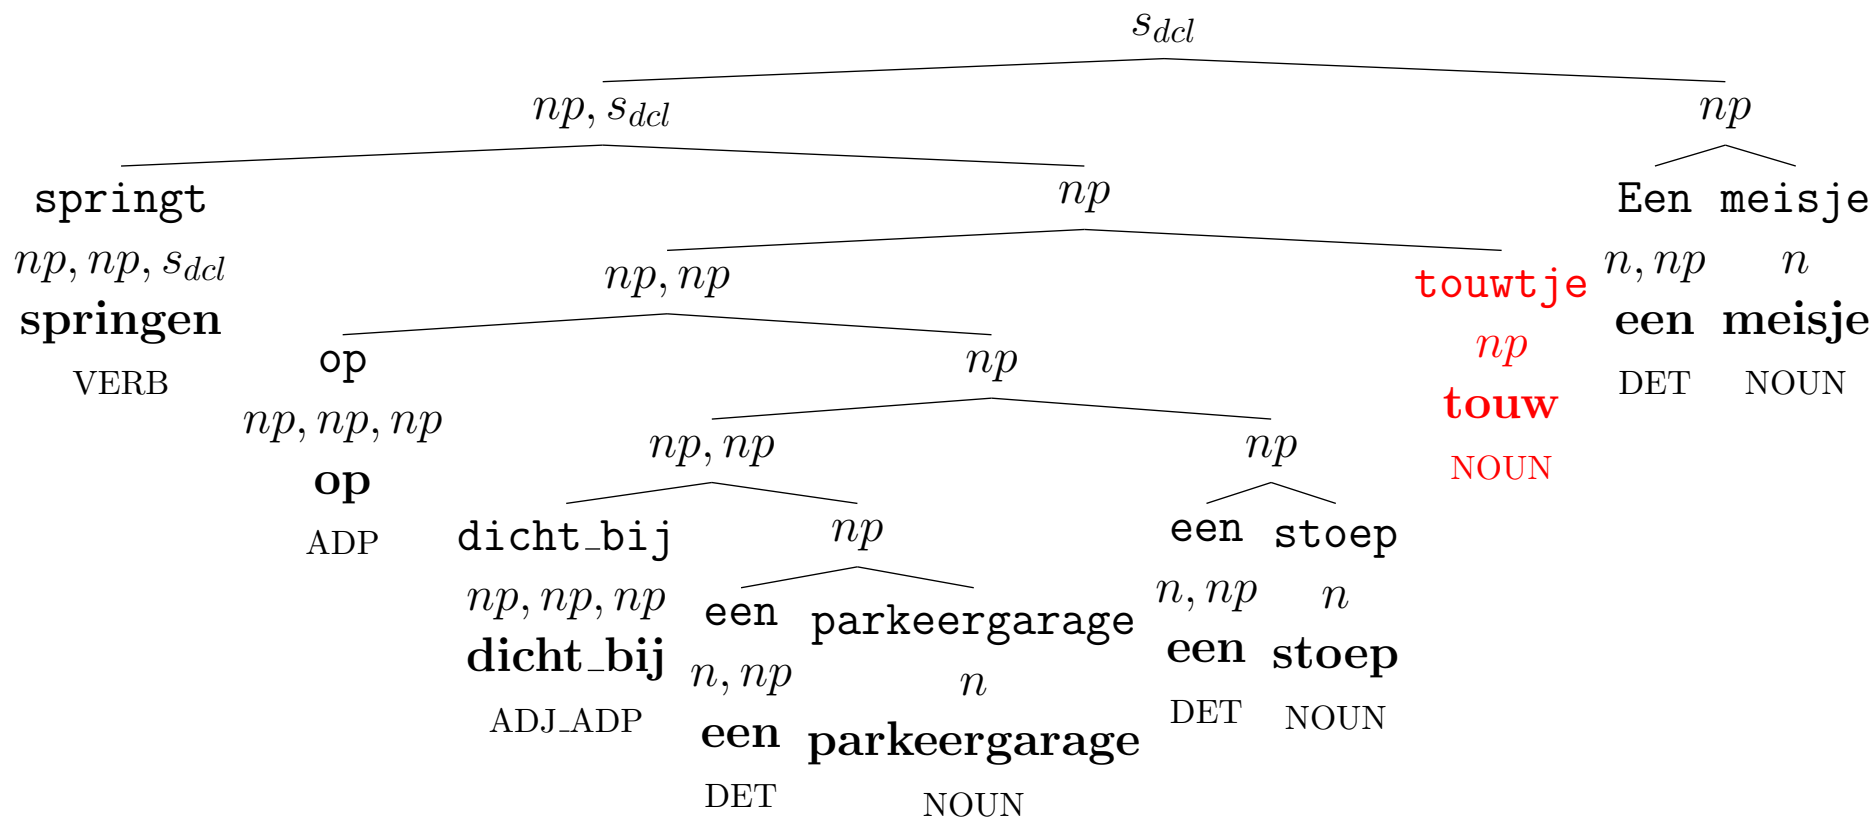 s_dcl
np, s_dcl np
springt np Een meisje
np, np, s_dcl np, np touwtje n, np n
springen op np np een meisje
VERB np, np, np np, np np touw DET NOUN
op dicht_bij np een stoep NOUN
ADP np, np, np een parkeergarage n, np n
dicht_bij n, np n een stoep
ADJ_ADP een parkeergarage DET NOUN
DET NOUN